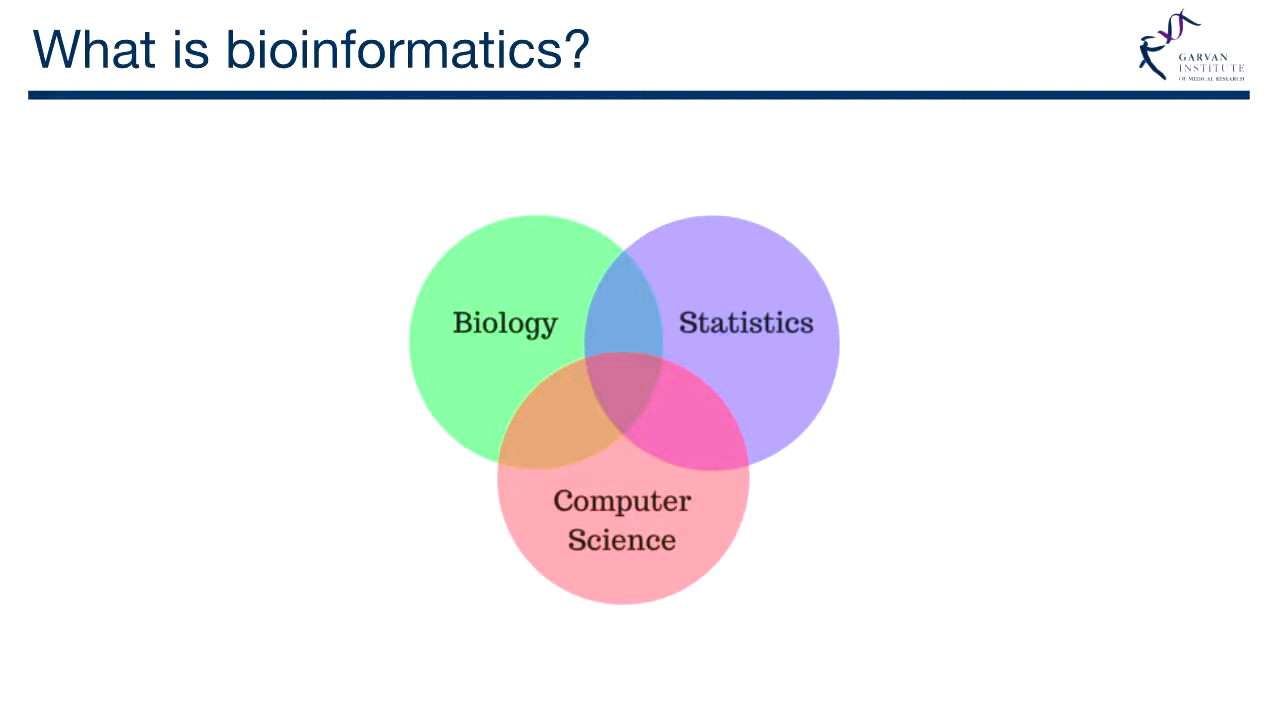 What is bioinformatics?
GARVAN
INSTITUTE
OF MEDICAL RESEARCH
Biology
Statistics
Computer
Science